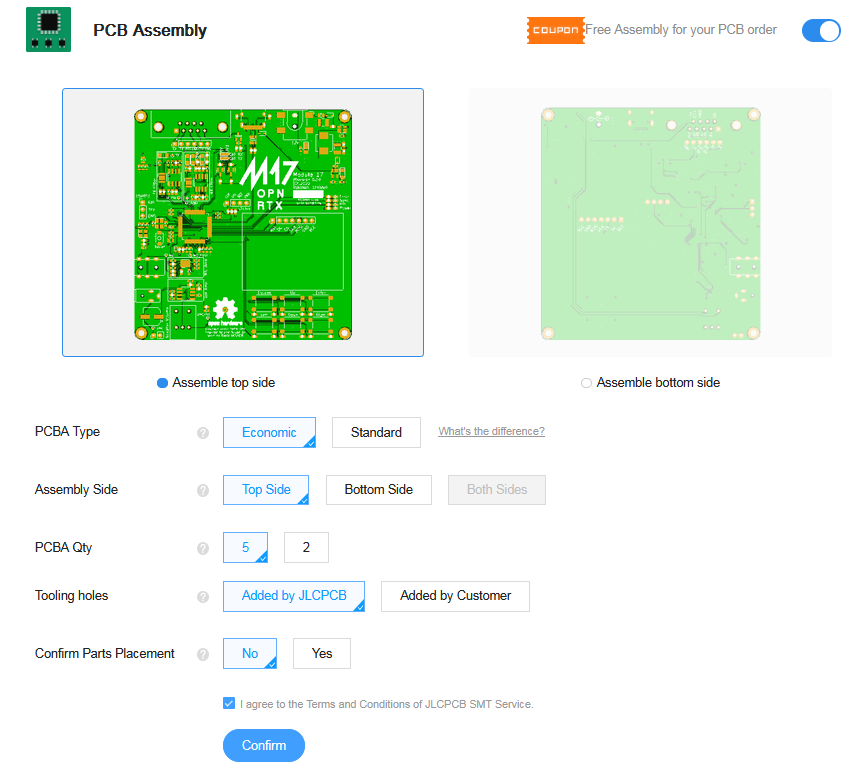 PCB Assembly
COUPON Free Assembly for your PCB order
M17
OPN
RTX
Module 17
open hardware
Assemble top side
Assemble bottom side
PCBA Type ? Economic Standard What's the difference?
Assembly Side ? Top Side Bottom Side Both Sides
PCBA Qty ? 5 2
Tooling holes ? Added by JLCPCB Added by Customer
Confirm Parts Placement ? No Yes
I agree to the Terms and Conditions of JLCPCB SMT Service.
Confirm